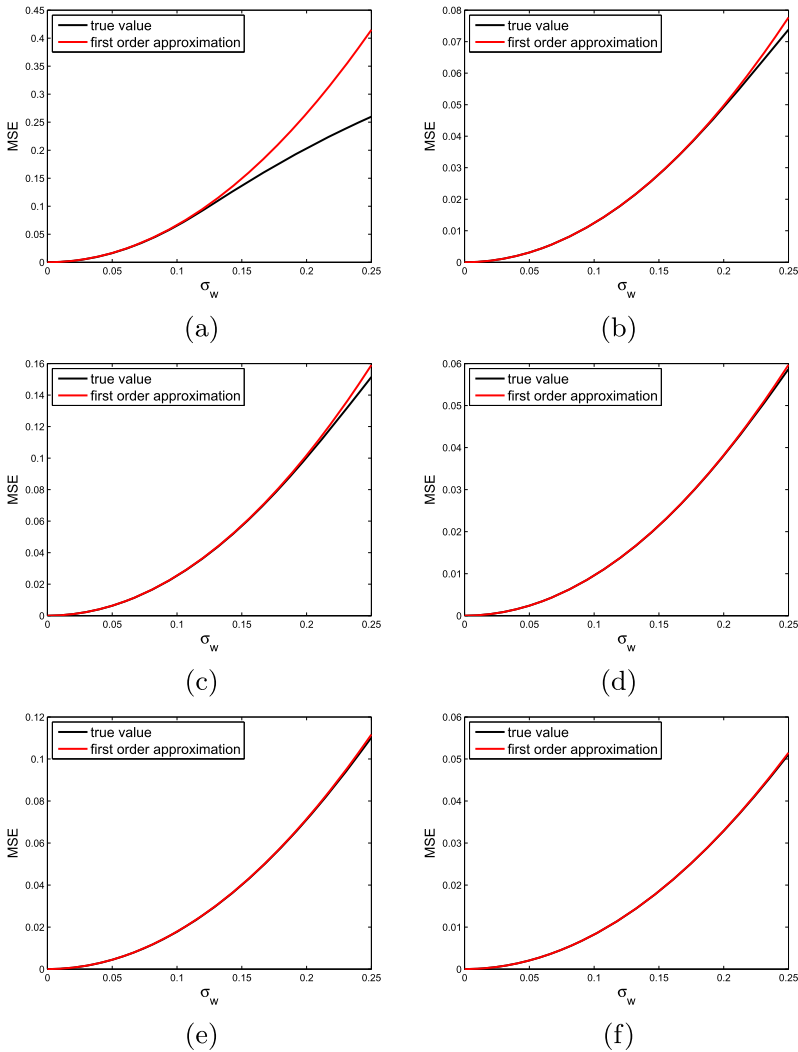 0.45
0.4
0.35
0.3
0.25
0.2
0.15
0.1
0.05
0
MSE
true value
first order approximation
0 0.05 0.1 0.15 0.2 0.25
σw
(a)
0.08
0.07
0.06
0.05
0.04
0.03
0.02
0.01
0
MSE
true value
first order approximation
0 0.05 0.1 0.15 0.2 0.25
σw
(b)
0.16
0.14
0.12
0.1
0.08
0.06
0.04
0.02
0
MSE
true value
first order approximation
0 0.05 0.1 0.15 0.2 0.25
σw
(c)
0.06
0.05
0.04
0.03
0.02
0.01
0
MSE
true value
first order approximation
0 0.05 0.1 0.15 0.2 0.25
σw
(d)
0.12
0.1
0.08
0.06
0.04
0.02
0
MSE
true value
first order approximation
0 0.05 0.1 0.15 0.2 0.25
σw
(e)
0.06
0.05
0.04
0.03
0.02
0.01
0
MSE
true value
first order approximation
0 0.05 0.1 0.15 0.2 0.25
σw
(f)